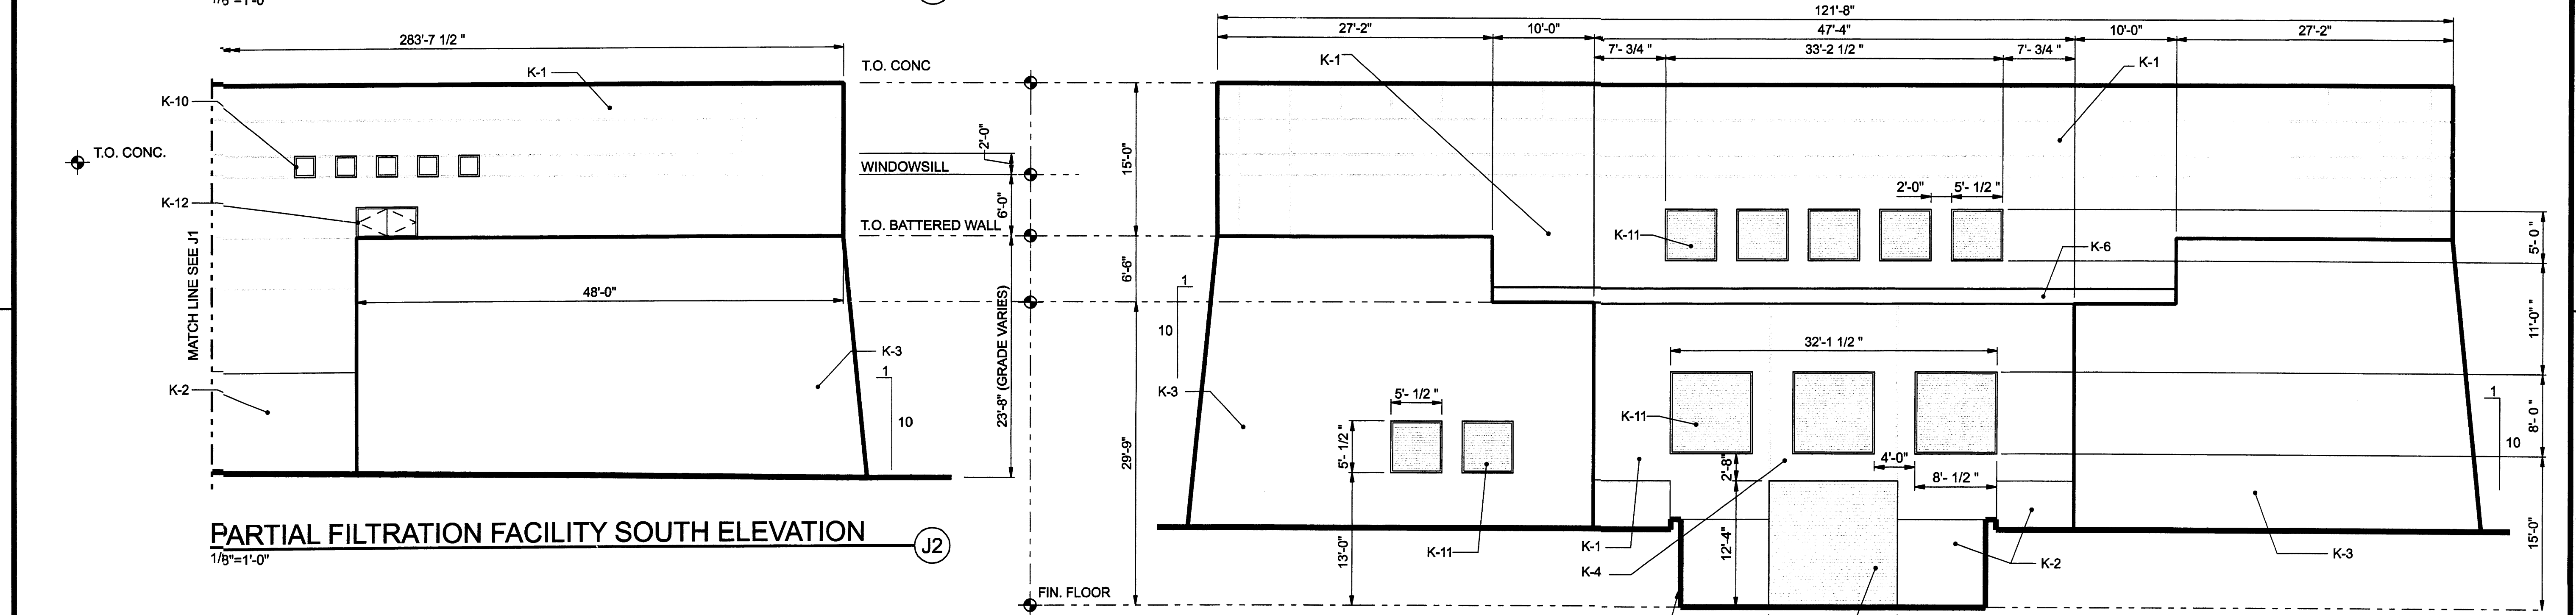 1/8"=1'-0"
283'-7 1/2 "
K-1
K-10
T.O. CONC.
K-12
MATCH LINE SEE J1
K-2
48'-0"
K-3
1
10
PARTIAL FILTRATION FACILITY SOUTH ELEVATION
J2
1/8"=1'-0"
T.O. CONC
WINDOWSILL
T.O. BATTERED WALL
2'-0"
6'-0"
23'-8" (GRADE VARIES)
FIN. FLOOR
121'-8"
27'-2"
10'-0"
47'-4"
10'-0"
27'-2"
7'- 3/4 "
33'-2 1/2 "
7'- 3/4 "
K-1
K-1
15'-0"
6'-6"
29'-9"
2'-0"
5'- 1/2 "
K-11
K-6
5'- 0 "
11'-0"
8'- 0 "
15'-0"
1
10
K-3
32'-1 1/2 "
5'- 1/2 "
5'- 1/2 "
K-11
2'-8"
4'-0"
8'- 1/2 "
1
10
13'-0"
K-11
K-1
K-4
12'-4"
K-2
K-3